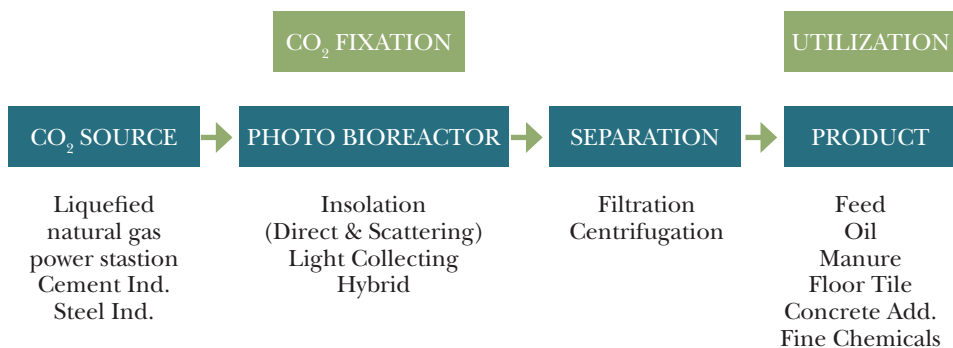 CO₂ FIXATION
UTILIZATION
CO₂ SOURCE
PHOTO BIOREACTOR
SEPARATION
PRODUCT
Liquefied
natural gas
power stastion
Cement Ind.
Steel Ind.
Insolation
(Direct & Scattering)
Light Collecting
Hybrid
Filtration
Centrifugation
Feed
Oil
Manure
Floor Tile
Concrete Add.
Fine Chemicals